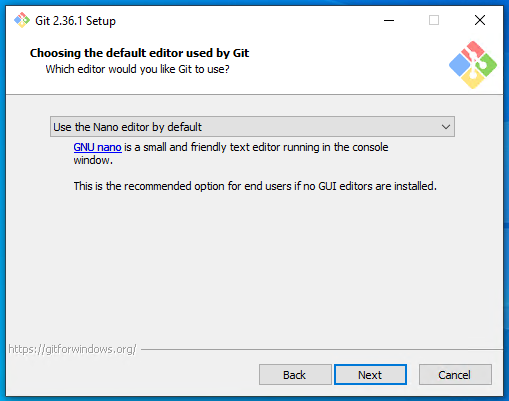 Git 2.36.1 Setup
Choosing the default editor used by Git
Which editor would you like Git to use?
Use the Nano editor by default
GNU nano is a small and friendly text editor running in the console
window.
This is the recommended option for end users if no GUI editors are installed.
https://gitforwindows.org/
Back
Next
Cancel